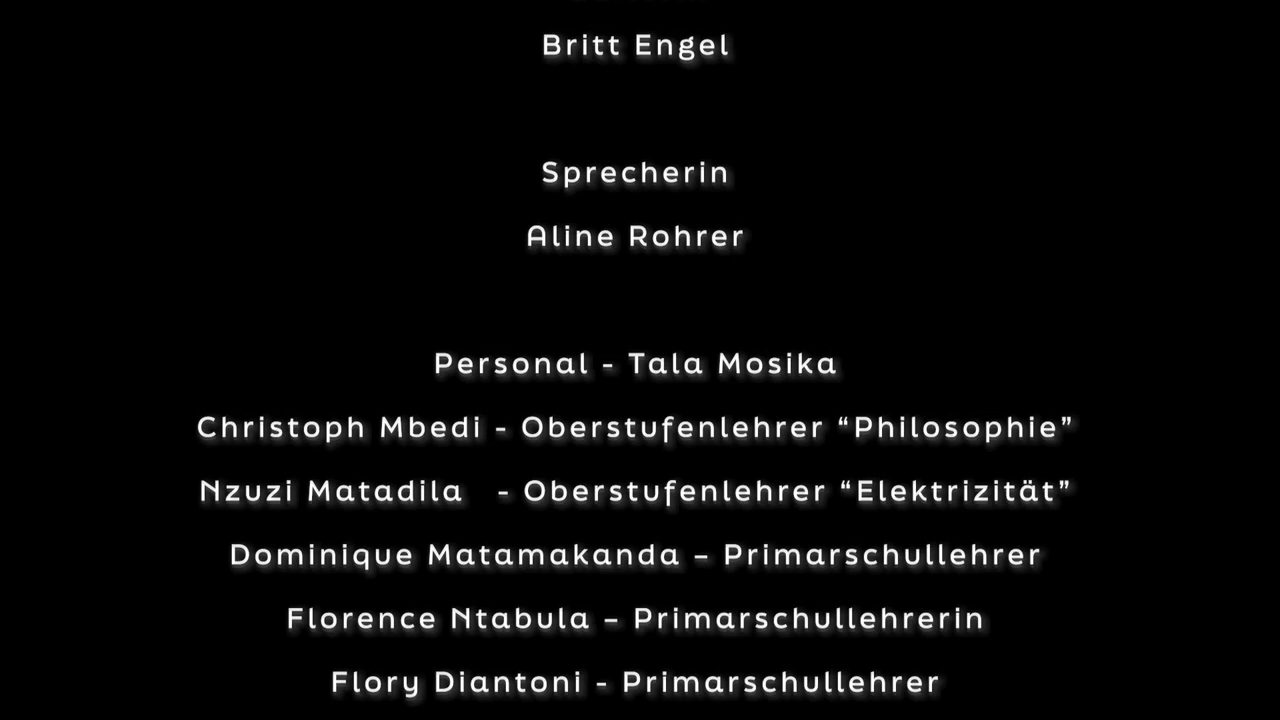 Britt Engel
Sprecherin
Aline Rohrer
Personal - Tala Mosika
Christoph Mbedi - Oberstufenlehrer “Philosophie”
Nzuzi Matadila - Oberstufenlehrer “Elektrizität”
Dominique Matamakanda – Primarschullehrer
Florence Ntabula – Primarschullehrerin
Flory Diantoni - Primarschullehrer